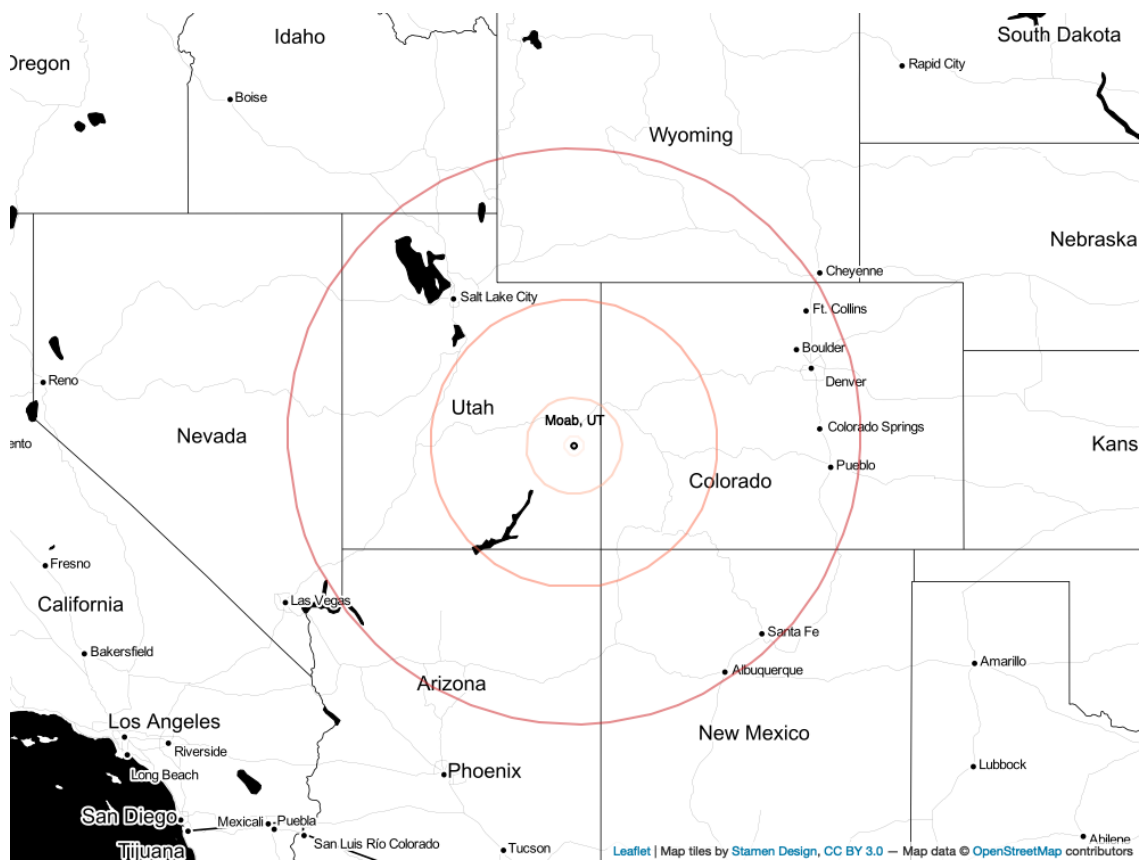 Idaho
South Dakota
Oregon
Rapid City
Boise
Wyoming
Nebraska
Cheyenne
Salt Lake City
Ft. Collins
Boulder
Reno
Denver
Utah
Moab, UT
Colorado Springs
Nevada
ento
Kans
Pueblo
Colorado
Fresno
Las Vegas
California
Santa Fe
Bakersfield
Amarillo
Albuquerque
Arizona
Los Angeles
New Mexico
Riverside
Lubbock
Phoenix
Long Beach
San Diego
Mexicali
Puebla
San Luis Río Colorado
Abilene
Tijuana
Tucson
Leaflet | Map tiles by Stamen Design, CC BY 3.0 — Map data © OpenStreetMap contributors